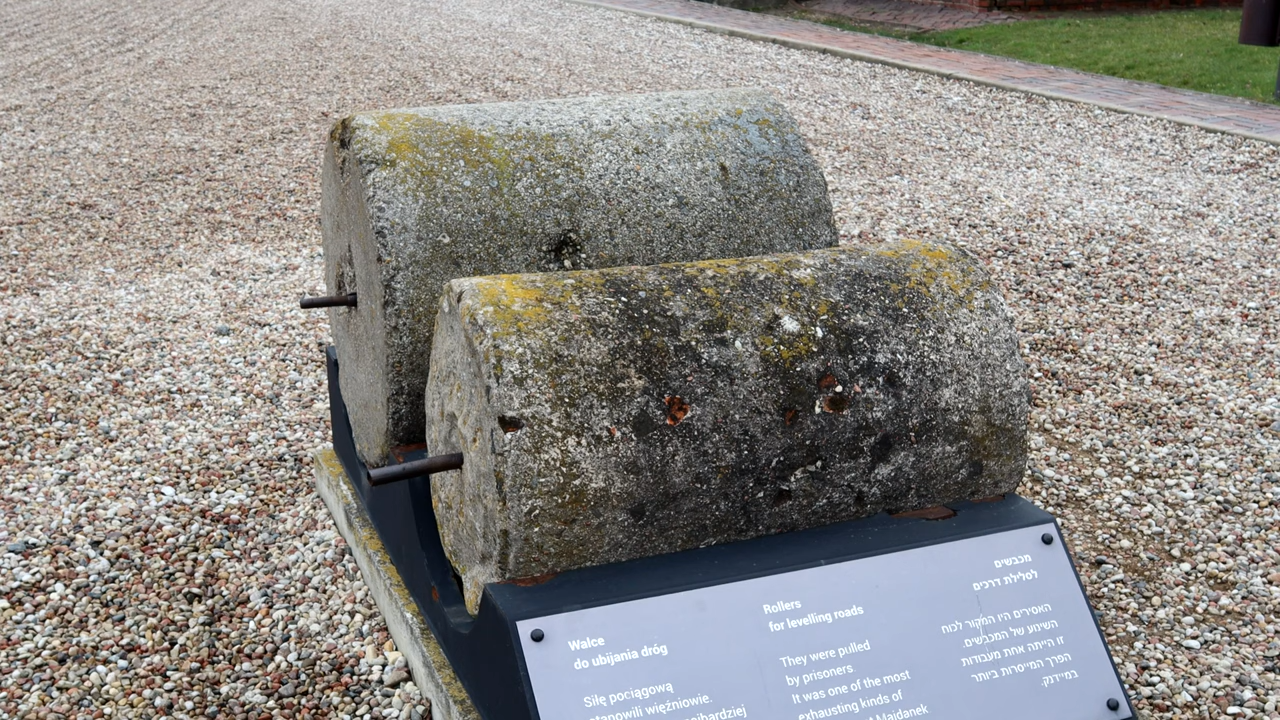 Walce
do ubijania dróg
Siłę pociągową
stanowili więźniowie.
najbardziej
Rollers
for levelling roads
They were pulled
by prisoners.
It was one of the most
exhausting kinds of
Majdanek
מכבשים
לסלילת דרכים
האסירים היו המקור לכוח
השינוע של המכבשים.
זו הייתה אחת מעבודות
הפרך המייסרות ביותר
במיידנק.